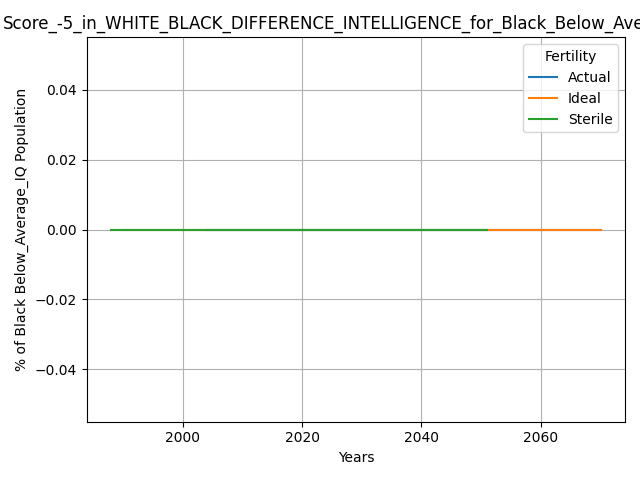 Score_-5_in_WHITE_BLACK_DIFFERENCE_INTELLIGENCE_for_Black_Below_Ave
Fertility
Actual
Ideal
Sterile
% of Black Below_Average_IQ Population
0.04
0.02
0.00
−0.02
−0.04
2000 2020 2040 2060
Years